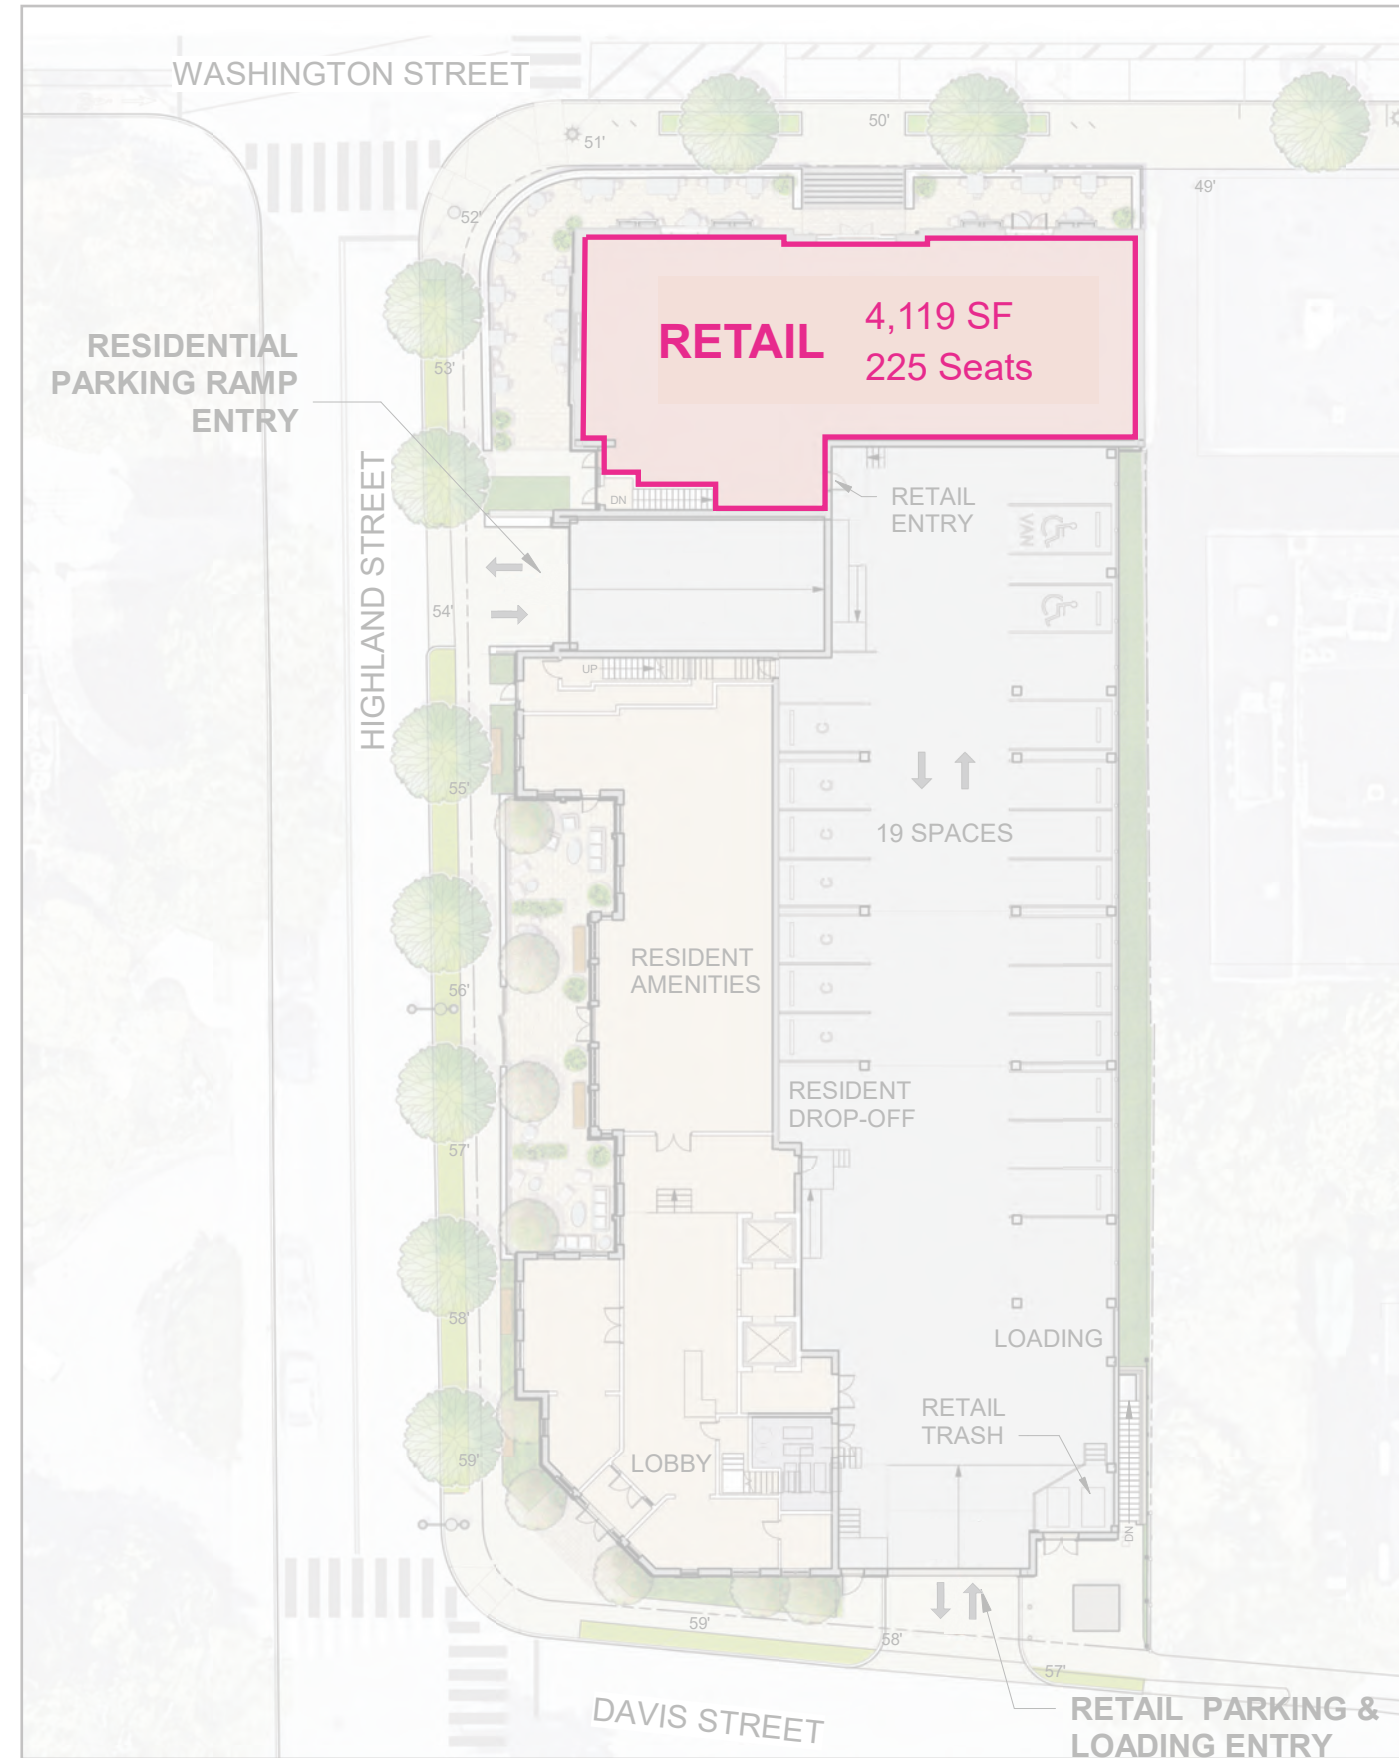 WASHINGTON STREET
51'
50'
49'
52'
RETAIL
4,119 SF
225 Seats
RESIDENTIAL
PARKING RAMP
ENTRY
53'
HIGHLAND STREET
DN
RETAIL
ENTRY
VAN
54'
UP
C
C
55'
19 SPACES
C
C
C
RESIDENT
AMENITIES
C
56'
C
RESIDENT
DROP-OFF
57'
58'
LOADING
RETAIL
TRASH
59'
LOBBY
DN
59'
58'
57'
DAVIS STREET
RETAIL PARKING &
LOADING ENTRY